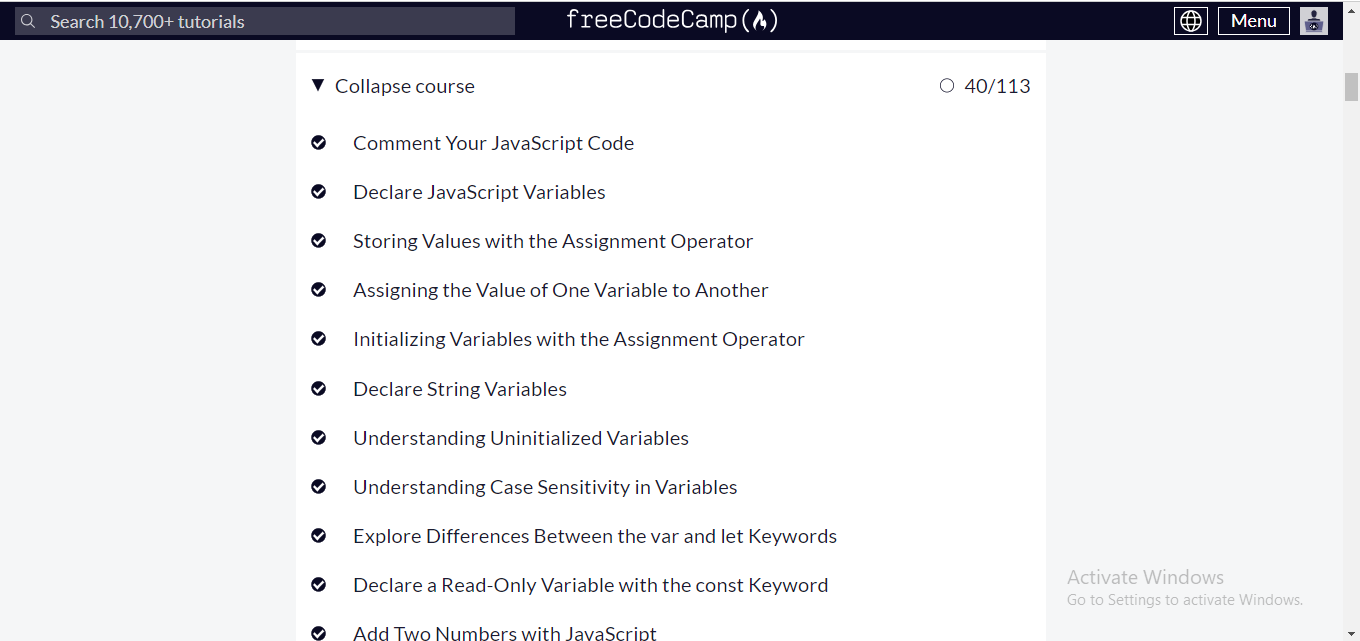 Search 10,700+ tutorials
freeCodeCamp
Menu
Collapse course
40/113
Comment Your JavaScript Code
Declare JavaScript Variables
Storing Values with the Assignment Operator
Assigning the Value of One Variable to Another
Initializing Variables with the Assignment Operator
Declare String Variables
Understanding Uninitialized Variables
Understanding Case Sensitivity in Variables
Explore Differences Between the var and let Keywords
Declare a Read-Only Variable with the const Keyword
Add Two Numbers with JavaScript
Activate Windows
Go to Settings to activate Windows.